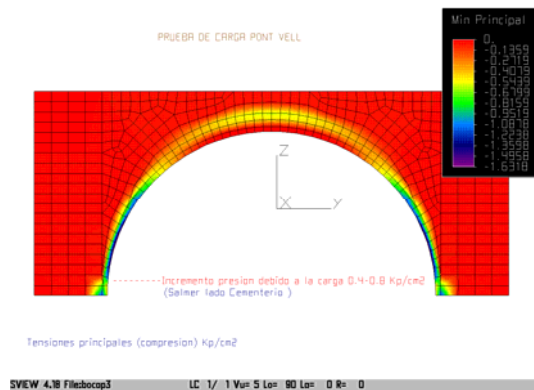 PRUEBA DE CARGA PONT VELL
Min Principal
0.
-0.1359
-0.2719
-0.4079
-0.5439
-0.6799
-0.8159
-0.9519
-1.0878
-1.2238
-1.3598
-1.4958
-1.6318
Z
X
Y
Incremento presion debido a la carga 0.4-0.8 Kp/cm2
(Salmer lado Cementerio )
Tensiones principales (compresion) Kp/cm2
SVIEW 4.18 File:bocop3 LC 1/ 1 Vu= 5 Lo= 90 La= 0 R= 0